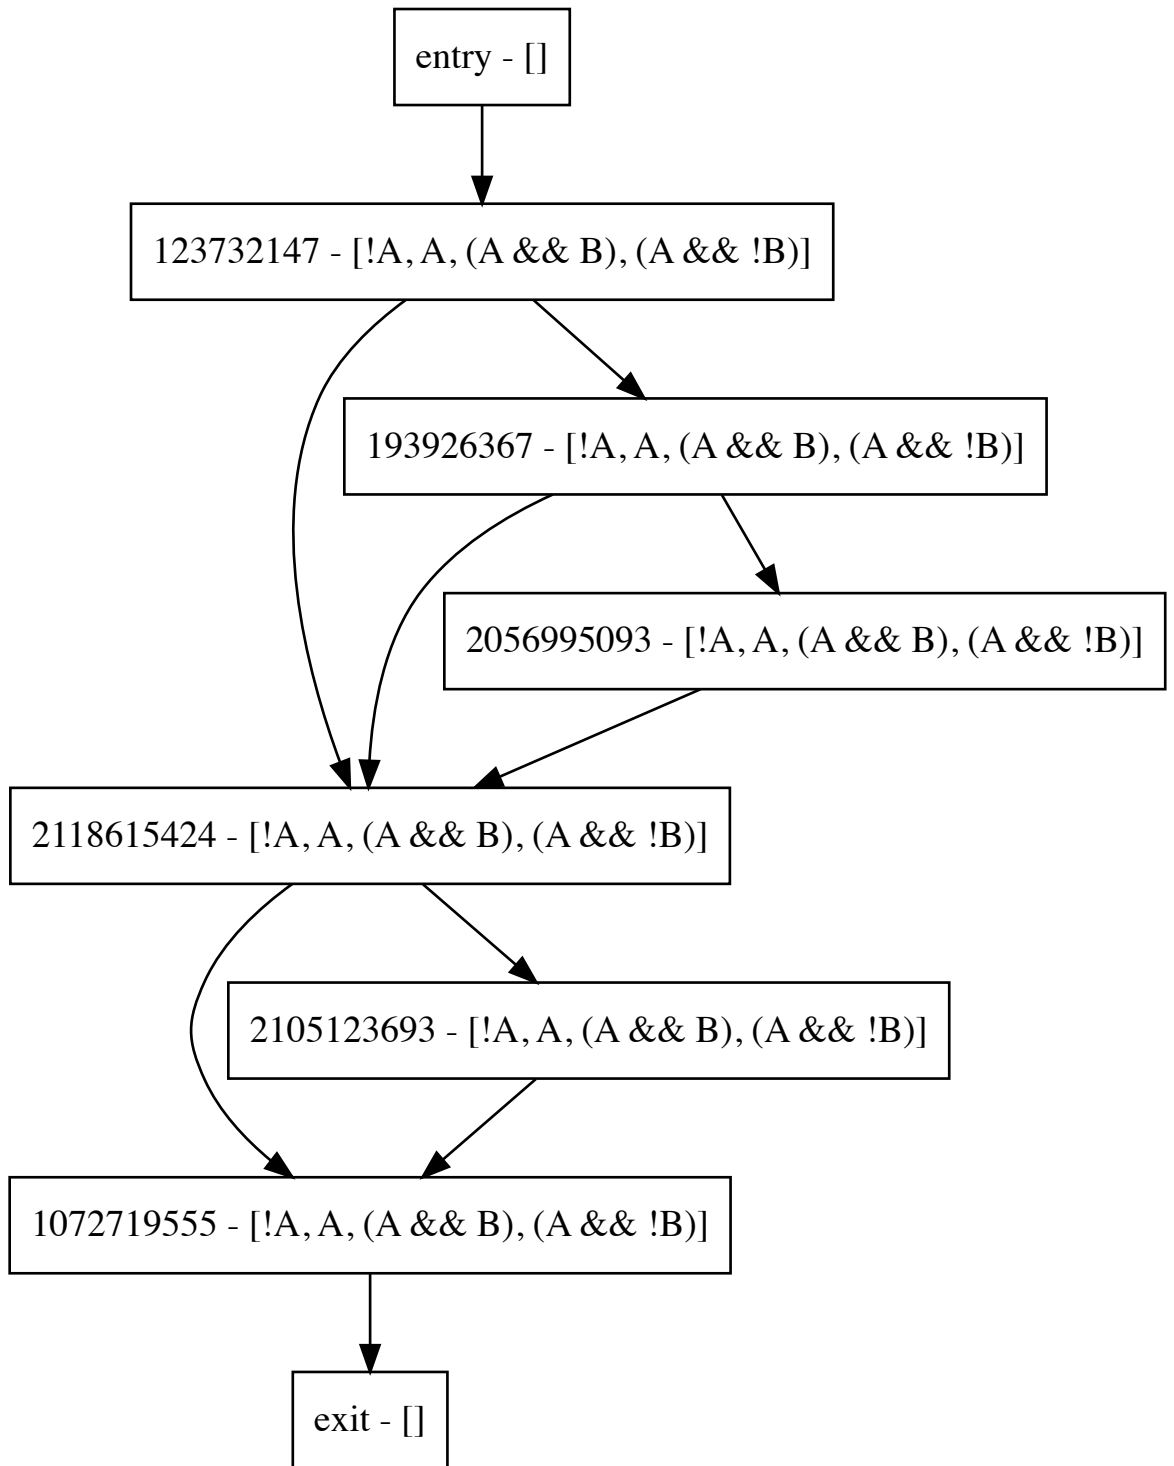 entry - []
123732147 - [!A, A, (A && B), (A && !B)]
193926367 - [!A, A, (A && B), (A && !B)]
2056995093 - [!A, A, (A && B), (A && !B)]
2118615424 - [!A, A, (A && B), (A && !B)]
2105123693 - [!A, A, (A && B), (A && !B)]
1072719555 - [!A, A, (A && B), (A && !B)]
exit - []